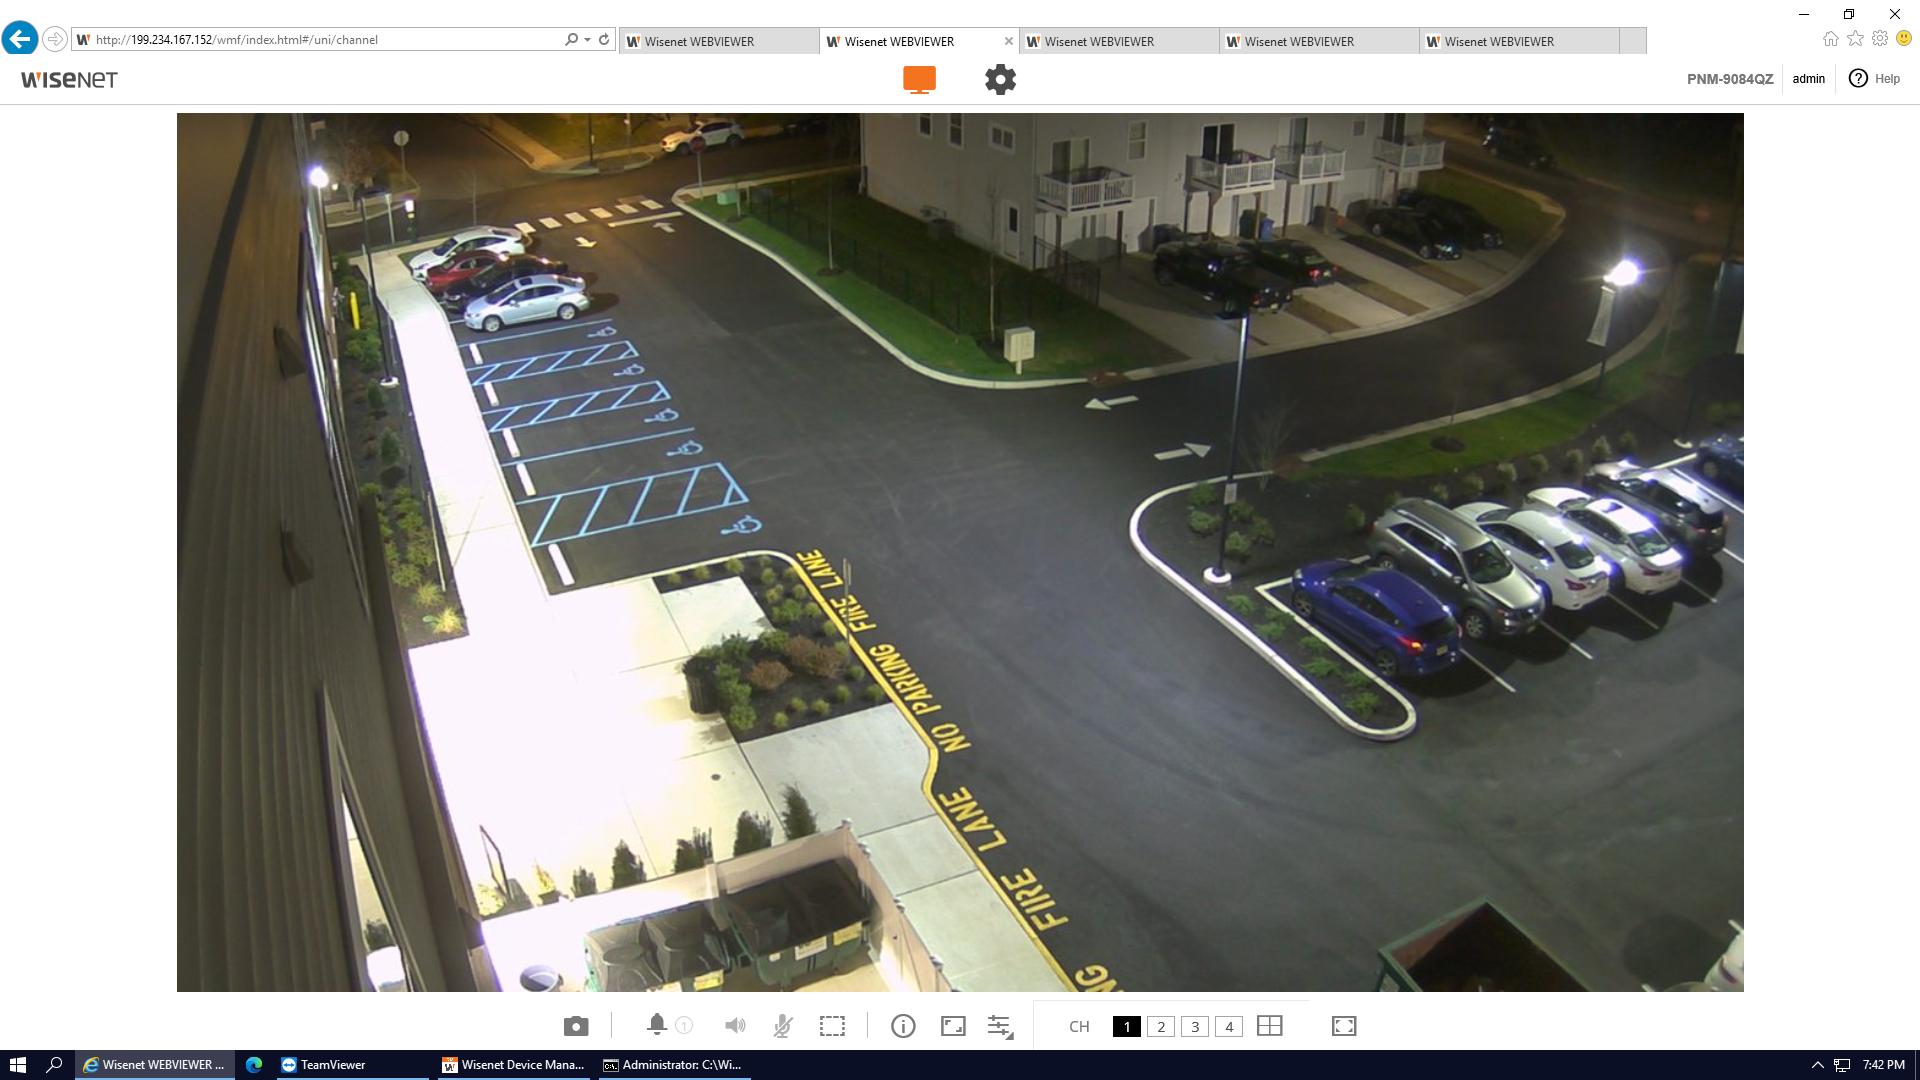 http://199.234.167.152/wmf/index.html#/uni/channel
Wisenet WEBVIEWER
Wisenet WEBVIEWER
Wisenet WEBVIEWER
Wisenet WEBVIEWER
Wisenet WEBVIEWER
WISENET
PNM-9084QZ
admin
Help
FIRE LANE
NO PARKING
FIRE LANE
NG
CH
1
2
3
4
1
Wisenet WEBVIEWER ...
TeamViewer
Wisenet Device Mana...
Administrator: C:\Wi...
7:42 PM